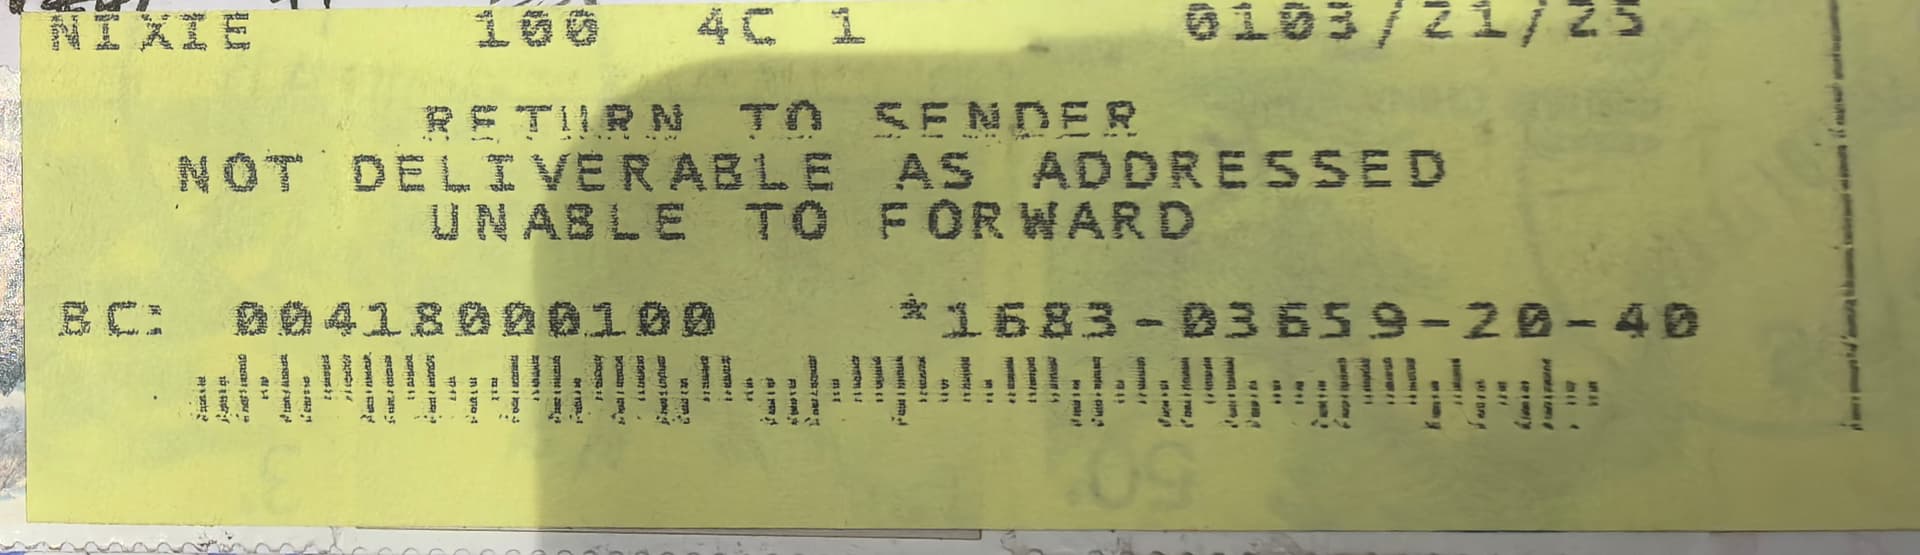 NIXIE 100 4C 1 0103/21/25
RETURN TO SENDER
NOT DELIVERABLE AS ADDRESSED
UNABLE TO FORWARD
BC: 00418000100 *1683-03659-20-40